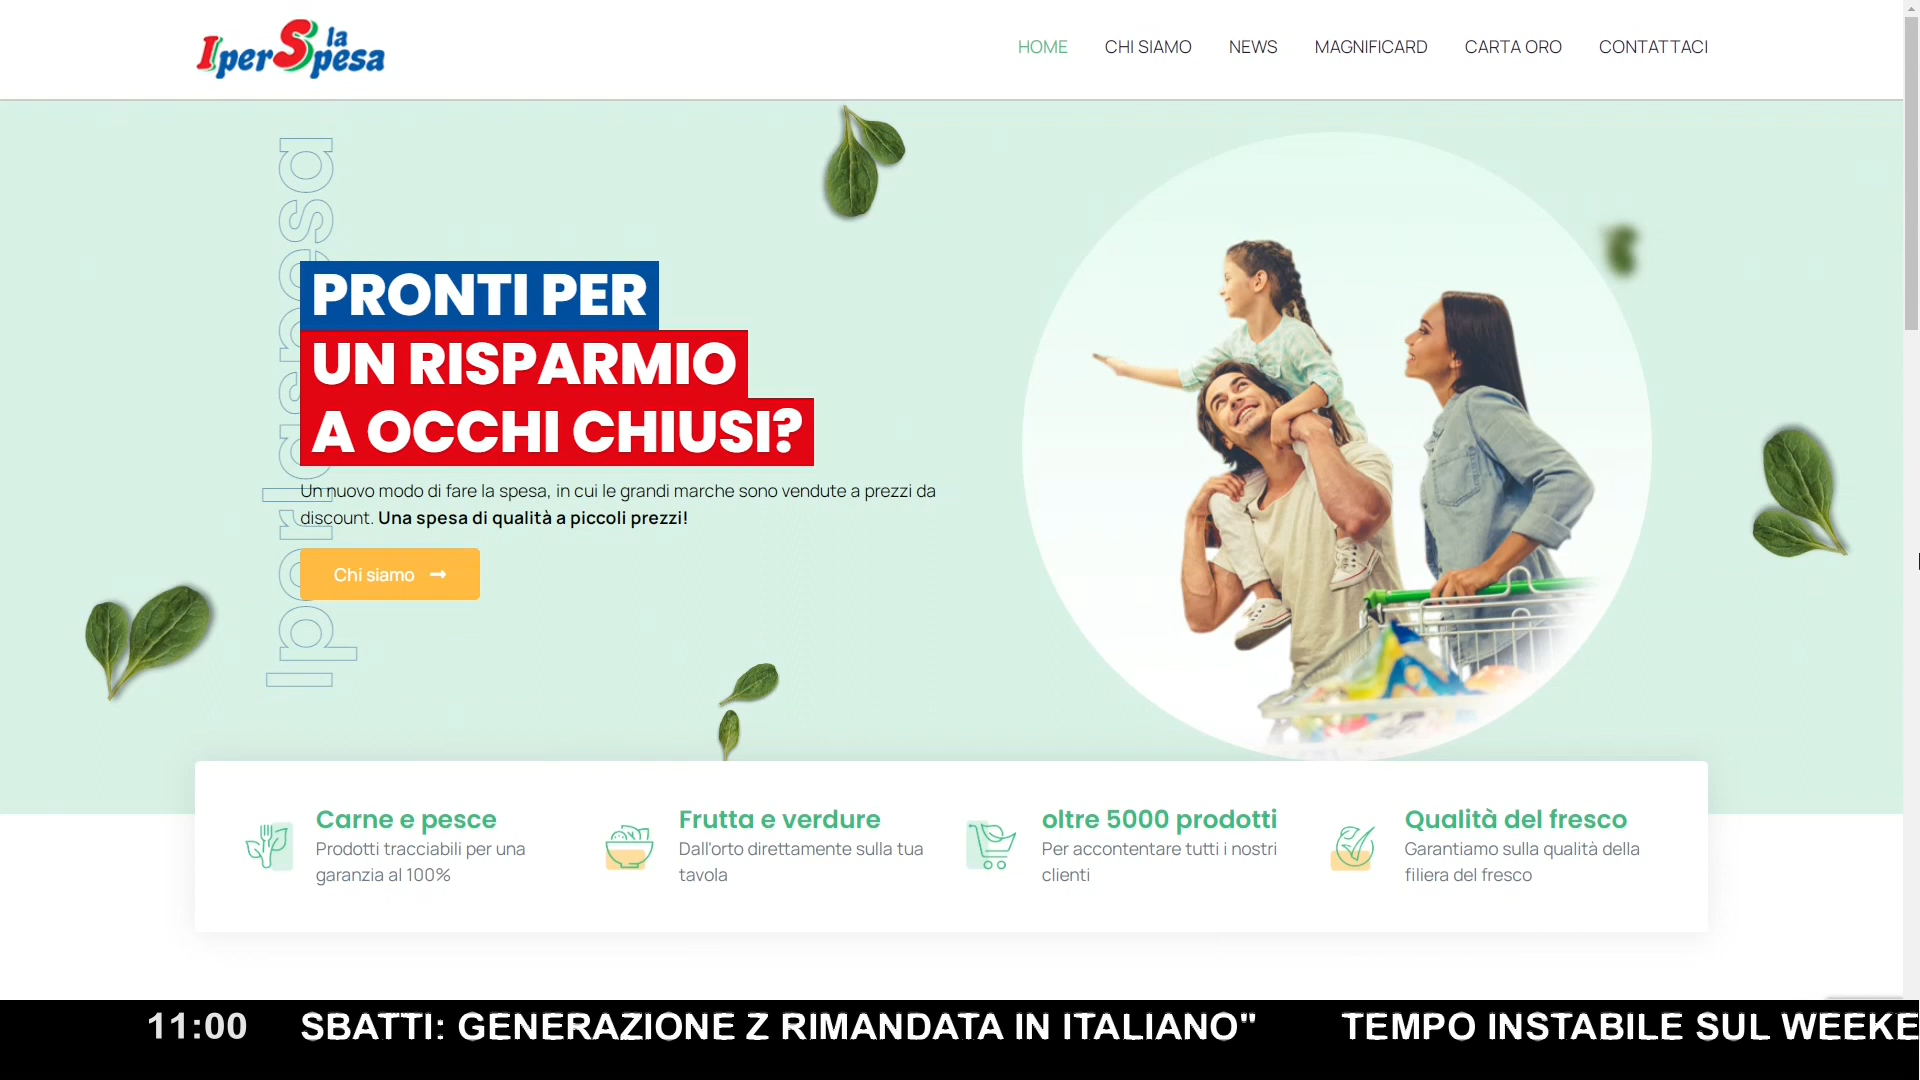 Iper la Spesa
HOME CHI SIAMO NEWS MAGNIFICARD CARTA ORO CONTATTACI
Iperlaspesa
PRONTI PER
UN RISPARMIO
A OCCHI CHIUSI?
Un nuovo modo di fare la spesa, in cui le grandi marche sono vendute a prezzi da
discount. Una spesa di qualità a piccoli prezzi!
Chi siamo
Carne e pesce
Prodotti tracciabili per una
garanzia al 100%
Frutta e verdure
Dall'orto direttamente sulla tua
tavola
oltre 5000 prodotti
Per accontentare tutti i nostri
clienti
Qualità del fresco
Garantiamo sulla qualità della
filiera del fresco
11:00 SBATTI: GENERAZIONE Z RIMANDATA IN ITALIANO" TEMPO INSTABILE SUL WEEKE